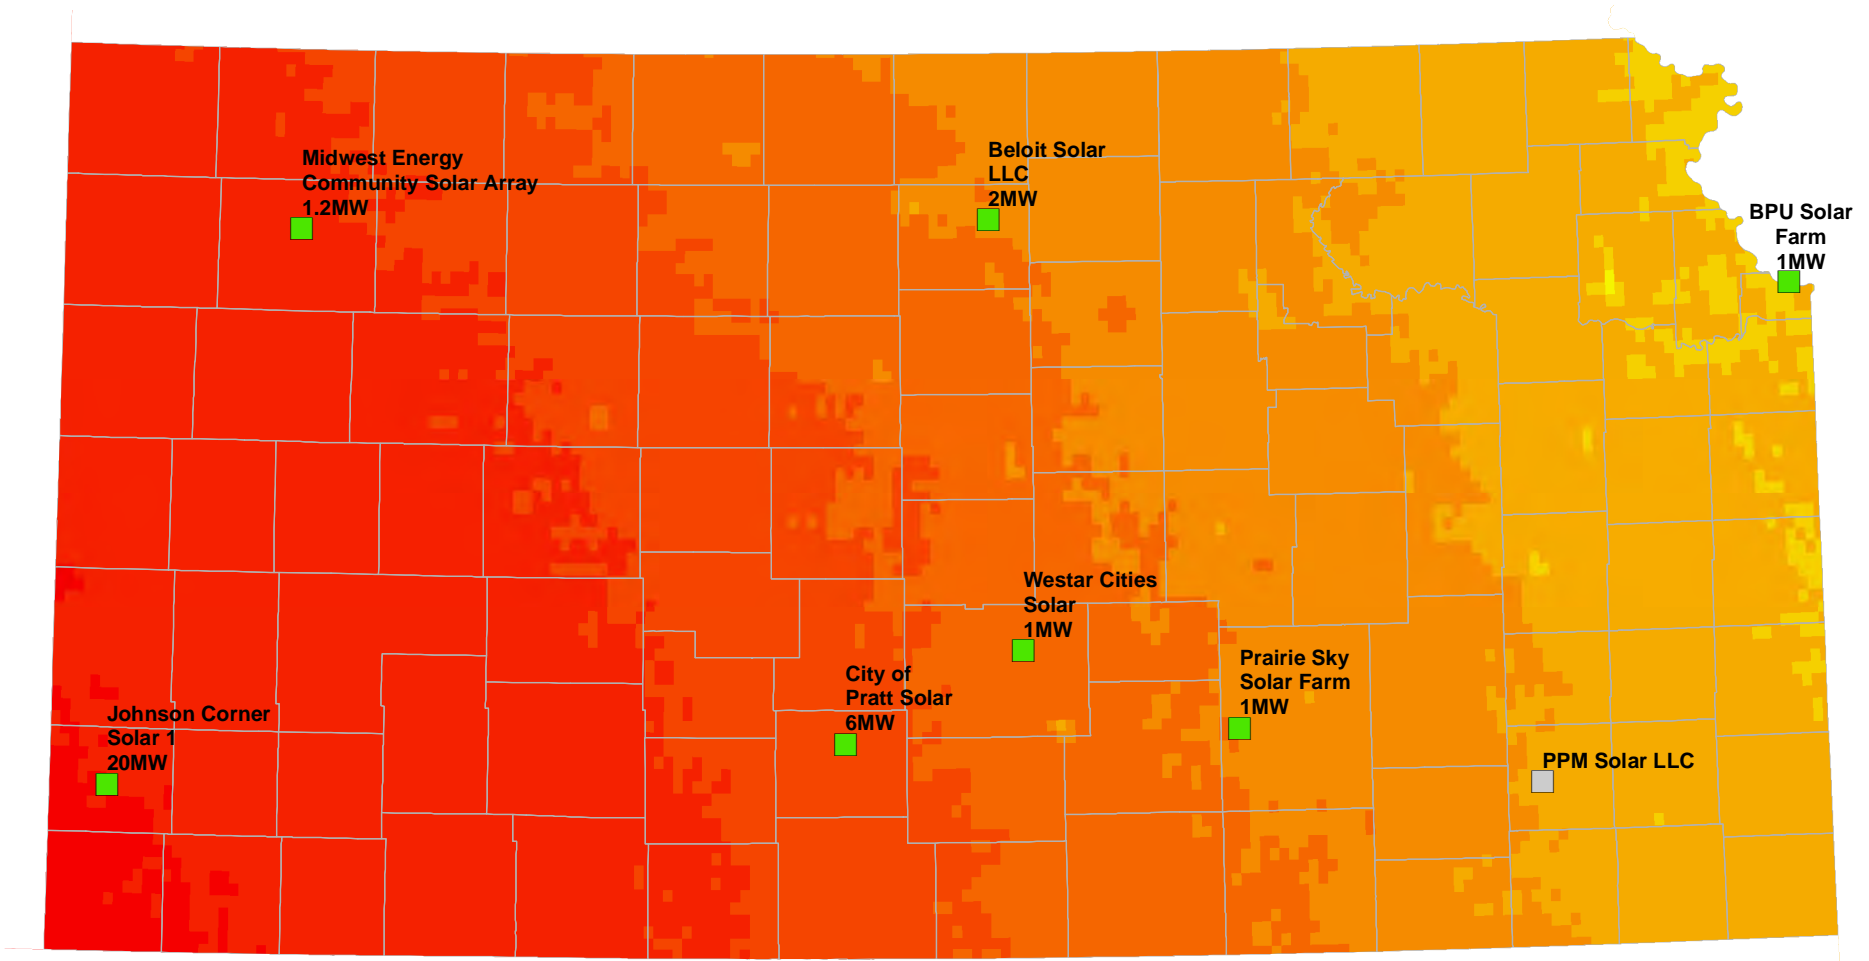 Midwest Energy
Community Solar Array
1.2MW
Beloit Solar
LLC
2MW
BPU Solar
Farm
1MW
Westar Cities
Solar
1MW
Prairie Sky
Solar Farm
1MW
City of
Pratt Solar
6MW
Johnson Corner
Solar 1
20MW
PPM Solar LLC